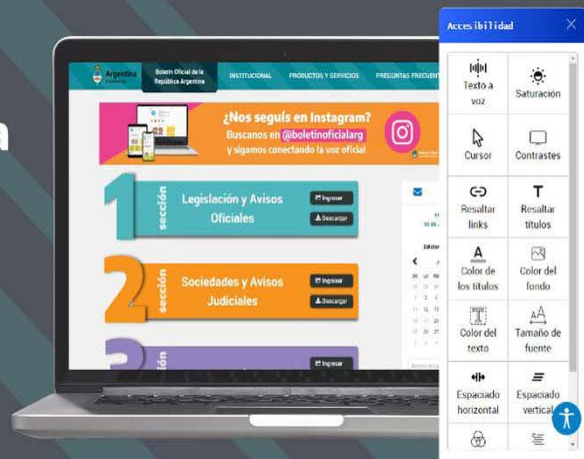 a
Argentina
Boletín Oficial de la
República Argentina
INSTITUCIONAL
PRODUCTOS Y SERVICIOS
PREGUNTAS FRECUENT
¿Nos seguís en Instagram?
Buscanos en @boletinoficialarg
y sigamos conectando la voz oficial
1
sección
Legislación y Avisos
Oficiales
Ingresar
Descargar
2
sección
Sociedades y Avisos
Judiciales
Ingresar
Descargar
3
ción
Ingresar
Accesibilidad
Texto a
voz
Saturación
Cursor
Contrastes
Resaltar
links
Resaltar
títulos
Color de
los títulos
Color del
fondo
Color del
texto
Tamaño de
fuente
Espaciado
horizontal
Espaciado
vertical